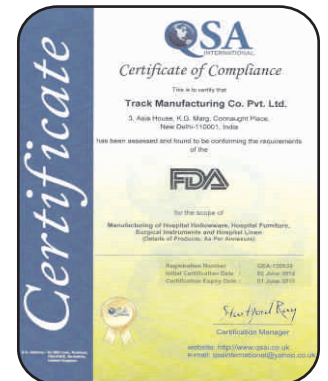 Certificate
QSA
INTERNATIONAL
Certificate of Compliance
This is to certify that
Track Manufacturing Co. Pvt. Ltd.
3, Asia House, K.G. Marg, Connaught Place,
New Delhi-110001, India
has been assessed and found to be conforming the requirements
of the
FDA
for the scope of
Manufacturing of Hospital Holloware, Hospital Furniture,
Surgical Instruments and Hospital Linen
(Details of Products: As Per Annexure)
Registration Number :
Initial Certification Date : 02 June 2014
Certification Expiry Date : 01 June 2015
Certification Manager
website: http://www.qsai.co.uk
e-mail: qsainternational@yahoo.co.uk